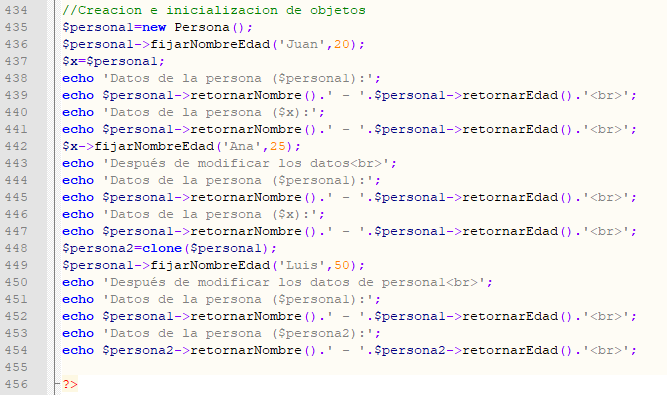 434 //Creacion e inicializacion de objetos
435 $persona1=new Persona();
436 $persona1->fijarNombreEdad('Juan',20);
437 $x=$persona1;
438 echo 'Datos de la persona ($persona1):';
439 echo $persona1->retornarNombre().' - '.$persona1->retornarEdad().'<br>';
440 echo 'Datos de la persona ($x):';
441 echo $persona1->retornarNombre().' - '.$persona1->retornarEdad().'<br>';
442 $x->fijarNombreEdad('Ana',25);
443 echo 'Después de modificar los datos<br>';
444 echo 'Datos de la persona ($persona1):';
445 echo $persona1->retornarNombre().' - '.$persona1->retornarEdad().'<br>';
446 echo 'Datos de la persona ($x):';
447 echo $persona1->retornarNombre().' - '.$persona1->retornarEdad().'<br>';
448 $persona2=clone($persona1);
449 $persona1->fijarNombreEdad('Luis',50);
450 echo 'Después de modificar los datos de persona1<br>';
451 echo 'Datos de la persona ($persona1):';
452 echo $persona1->retornarNombre().' - '.$persona1->retornarEdad().'<br>';
453 echo 'Datos de la persona ($persona2):';
454 echo $persona2->retornarNombre().' - '.$persona2->retornarEdad().'<br>';
455
456 ?>